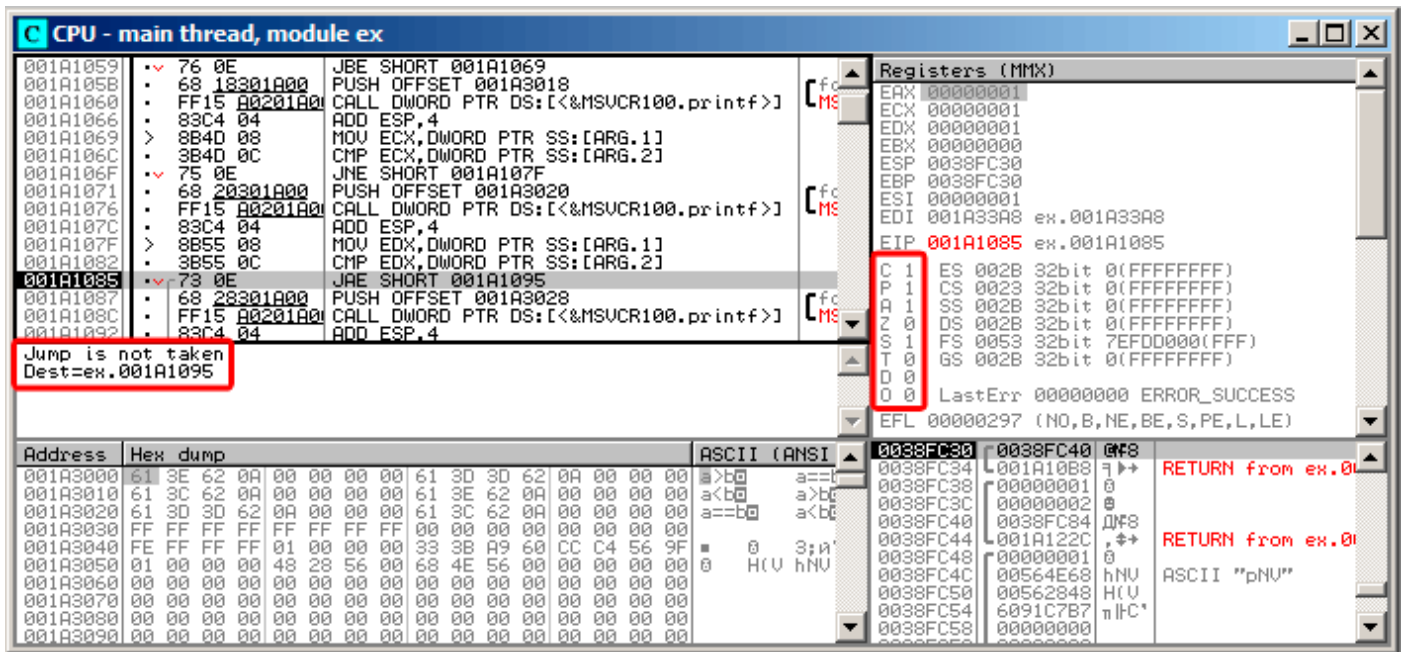 C CPU - main thread, module ex
001A1059 76 0E JBE SHORT 001A1069
001A105B 68 18301A00 PUSH OFFSET 001A3018
001A1060 FF15 A0201A00 CALL DWORD PTR DS:[<&MSVCR100.printf>]
001A1066 83C4 04 ADD ESP,4
001A1069 > 8B4D 08 MOV ECX,DWORD PTR SS:[ARG.1]
001A106C 3B4D 0C CMP ECX,DWORD PTR SS:[ARG.2]
001A106F 75 0E JNE SHORT 001A107F
001A1071 68 20301A00 PUSH OFFSET 001A3020
001A1076 FF15 A0201A00 CALL DWORD PTR DS:[<&MSVCR100.printf>]
001A107C 83C4 04 ADD ESP,4
001A107F > 8B55 08 MOV EDX,DWORD PTR SS:[ARG.1]
001A1082 3B55 0C CMP EDX,DWORD PTR SS:[ARG.2]
001A1085 73 0E JAE SHORT 001A1095
001A1087 68 28301A00 PUSH OFFSET 001A3028
001A108C FF15 A0201A00 CALL DWORD PTR DS:[<&MSVCR100.printf>]
001A1092 83C4 04 ADD ESP,4
Jump is not taken
Dest=ex.001A1095
Registers (MMX)
EAX 00000001
ECX 00000001
EDX 00000001
EBX 00000000
ESP 0038FC30
EBP 0038FC30
ESI 00000001
EDI 001A33A8 ex.001A33A8
EIP 001A1085 ex.001A1085
C 1 ES 002B 32bit 0(FFFFFFFF)
P 1 CS 0023 32bit 0(FFFFFFFF)
A 1 SS 002B 32bit 0(FFFFFFFF)
Z 0 DS 002B 32bit 0(FFFFFFFF)
S 1 FS 0053 32bit 7EFDD000(FFF)
T 0 GS 002B 32bit 0(FFFFFFFF)
D 0
O 0 LastErr 00000000 ERROR_SUCCESS
EFL 00000297 (NO,B,NE,BE,S,PE,L,LE)
Address Hex dump ASCII (ANSI
001A3000 61 3E 62 0A 00 00 00 00 61 3D 3D 62 0A 00 00 00 a>b a==b
001A3010 61 3C 62 0A 00 00 00 00 61 3E 62 0A 00 00 00 00 a<b a>b
001A3020 61 3D 3D 62 0A 00 00 00 61 3C 62 0A 00 00 00 00 a==b a<b
001A3030 FF FF FF FF FF FF FF FF 00 00 00 00 00 00 00 00
001A3040 FE FF FF FF 01 00 00 00 33 3B A9 60 CC C4 56 9F 3;й
001A3050 01 00 00 00 48 28 56 00 68 4E 56 00 00 00 00 00 H(V hNV
001A3060 00 00 00 00 00 00 00 00 00 00 00 00 00 00 00 00
001A3070 00 00 00 00 00 00 00 00 00 00 00 00 00 00 00 00
001A3080 00 00 00 00 00 00 00 00 00 00 00 00 00 00 00 00
001A3090 00 00 00 00 00 00 00 00 00 00 00 00 00 00 00 00
0038FC30 0038FC40
0038FC34 001A10B8 RETURN from ex.0
0038FC38 00000001
0038FC3C 00000002
0038FC40 0038FC84
0038FC44 001A122C RETURN from ex.0
0038FC48 00000001
0038FC4C 00564E68 hNV ASCII "pNV"
0038FC50 00562848 H(V
0038FC54 6091C7B7
0038FC58 00000000